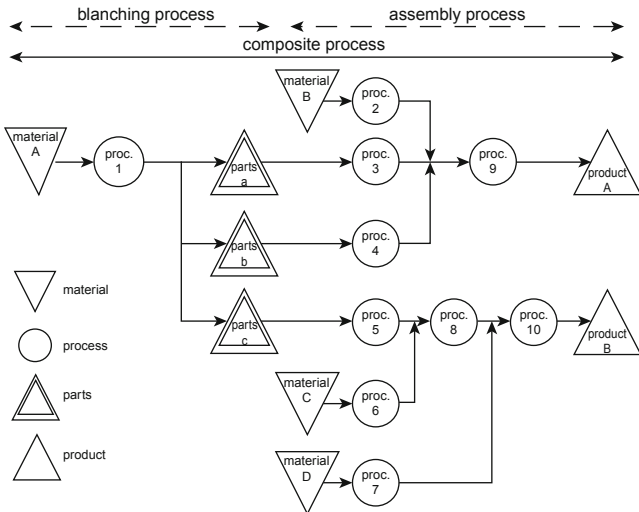 blanching process
assembly process
composite process
material
B
proc.
2
material
A
proc.
1
parts
a
proc.
3
proc.
9
product
A
parts
b
proc.
4
material
parts
c
proc.
5
proc.
8
proc.
10
product
B
process
material
C
proc.
6
parts
product
material
D
proc.
7